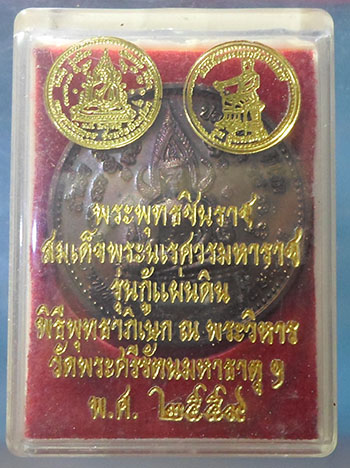 พระพุทธชินราช
สมเด็จพระนเรศวรมหาราช
รุ่นกู้แผ่นดิน
พิธีพุทธาภิเษก ณ พระวิหาร
วัดพระศรีรัตนมหาธาตุ ๑
พ.ศ. ๒๕๕๙